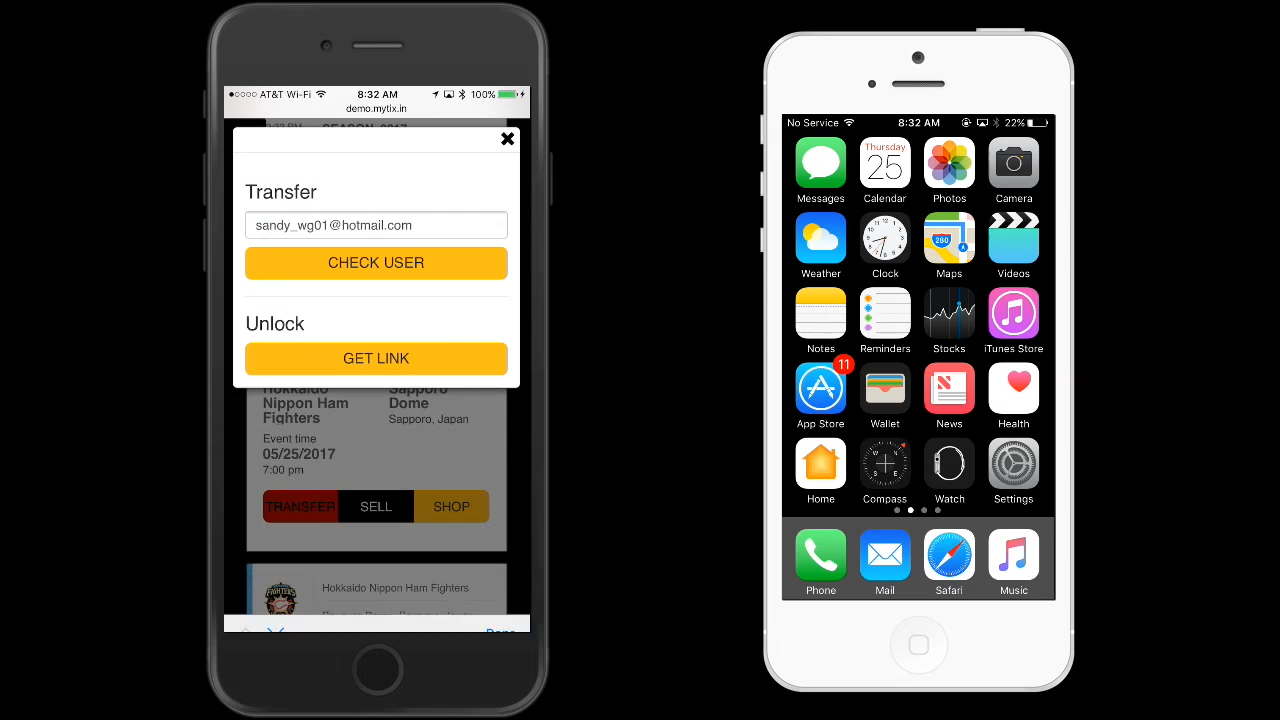 AT&T Wi-Fi 8:32 AM 100%
demo.mytix.in
Transfer
sandy_wg01@hotmail.com
CHECK USER
Unlock
GET LINK
Hokkaido
Nippon Ham
Fighters
Sapporo
Dome
Sapporo, Japan
Event time
05/25/2017
7:00 pm
TRANSFER SELL SHOP
FIGHTERS
Hokkaido Nippon Ham Fighters
No Service 8:32 AM 22%
Thursday
25
Messages Calendar Photos Camera
12
280
Weather Clock Maps Videos
Notes Reminders Stocks iTunes Store
11
App Store Wallet News Health
N
W E
S
Home Compass Watch Settings
Phone Mail Safari Music